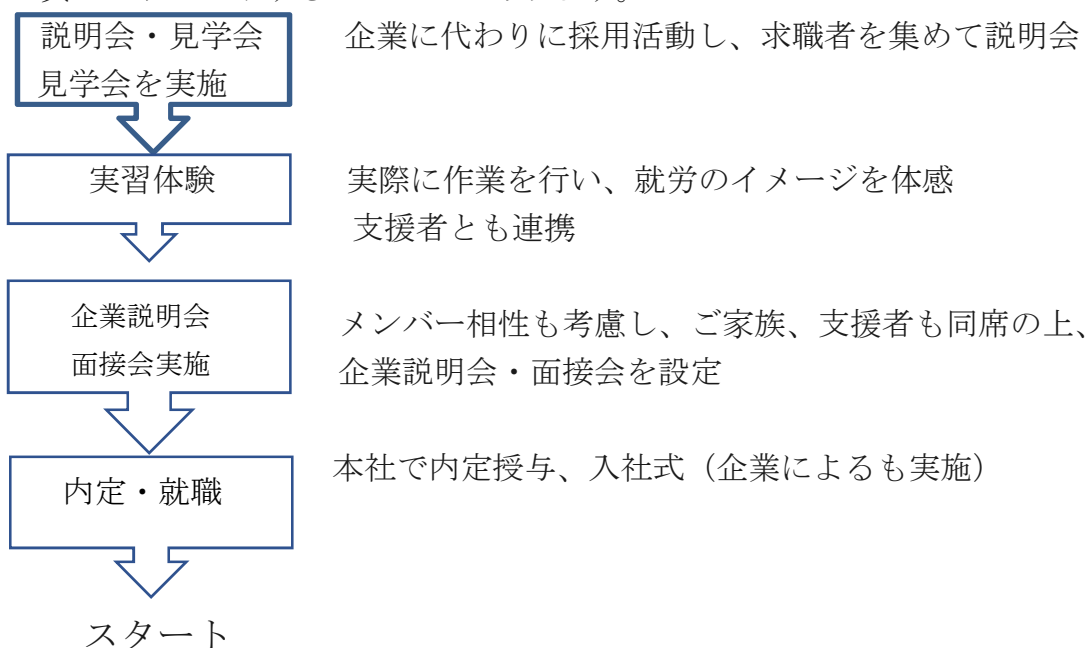 説明会・見学会 企業に代わりに採用活動し、求職者を集めて説明会
見学会を実施
実習体験 実際に作業を行い、就労のイメージを体感
支援者とも連携
企業説明会 メンバー相性も考慮し、ご家族、支援者も同席の上、
面接会実施 企業説明会・面接会を設定
内定・就職 本社で内定授与、入社式（企業によるも実施）
スタート